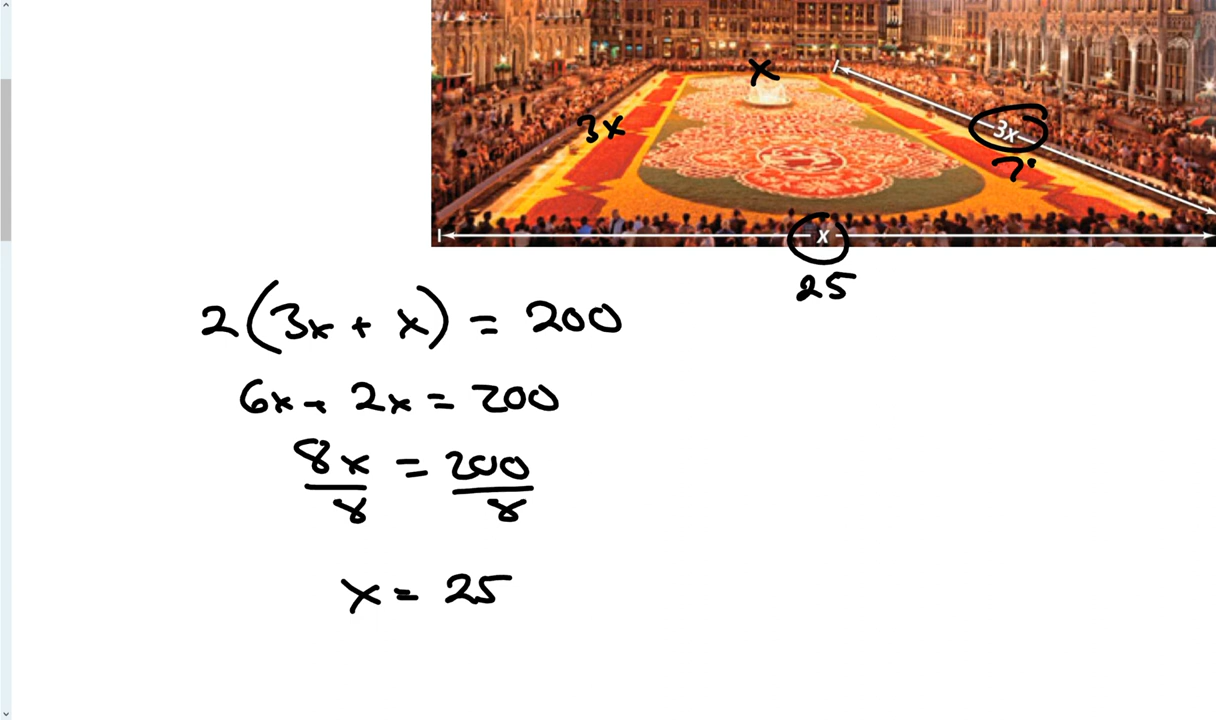 x
3x
3x
x
25
2(3x + x) = 200
6x + 2x = 200
8x = 200
8 8
x = 25